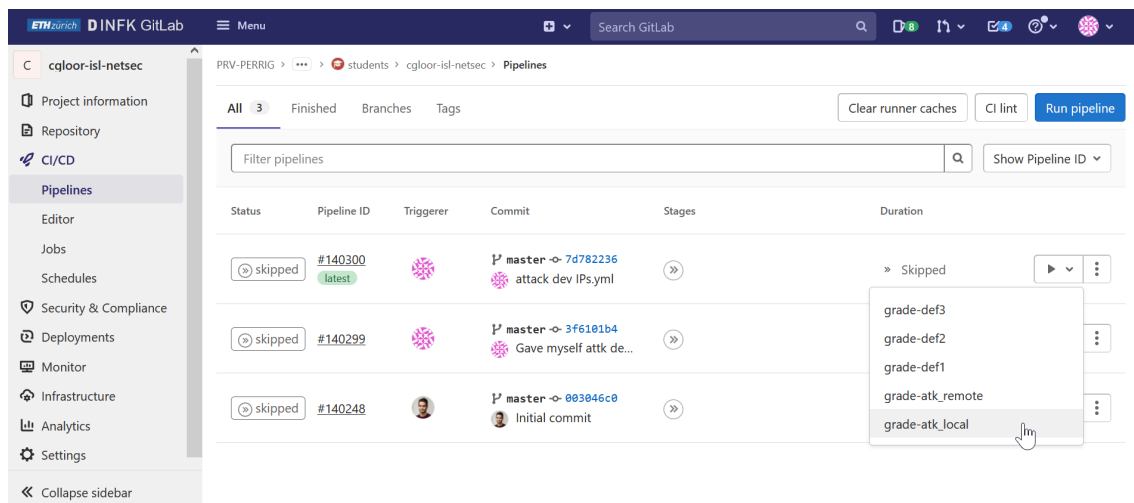 ETHzürich DINFK GitLab
Menu
Search GitLab
8
4
C cgloor-isl-netsec
Project information
Repository
CI/CD
Pipelines
Editor
Jobs
Schedules
Security & Compliance
Deployments
Monitor
Infrastructure
Analytics
Settings
Collapse sidebar
PRV-PERRIG > ··· > students > cgloor-isl-netsec > Pipelines
All 3 Finished Branches Tags
Clear runner caches CI lint Run pipeline
Filter pipelines
Show Pipeline ID
Status Pipeline ID Triggerer Commit Stages Duration
skipped #140300 master 7d782236 Skipped
latest attack dev IPs.yml
skipped #140299 master 3f6101b4
Gave myself attk de...
skipped #140248 master 003046c0
Initial commit
grade-def3
grade-def2
grade-def1
grade-atk_remote
grade-atk_local